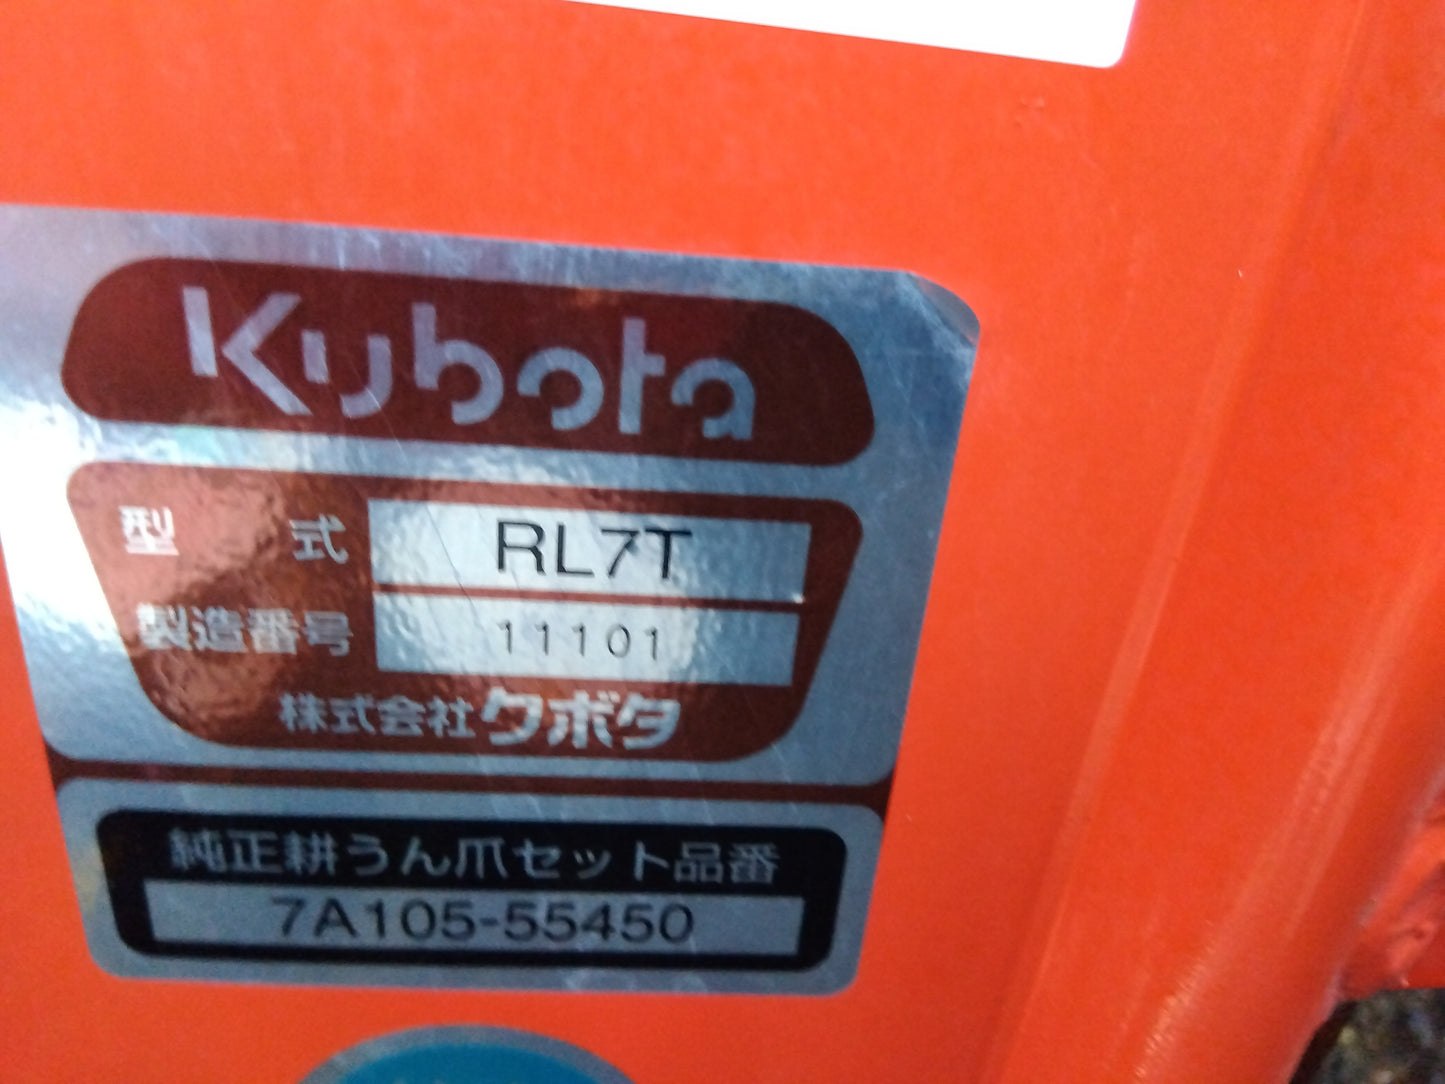 Kubota
型式 RL7T
製造番号 11101
株式会社クボタ
純正耕うん爪セット品番
7A105-55450